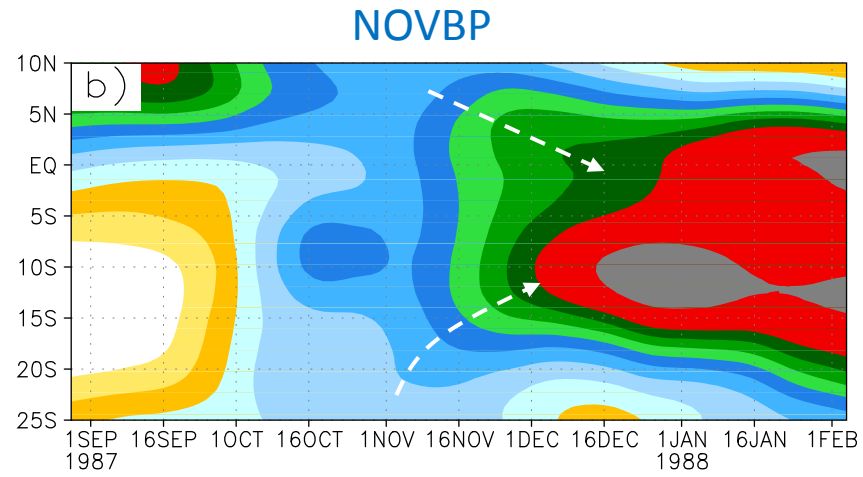 NOVBP
b)
10N
5N
EQ
5S
10S
15S
20S
25S
1SEP 16SEP 1OCT 16OCT 1NOV 16NOV 1DEC 16DEC 1JAN 16JAN 1FEB
1987 1988